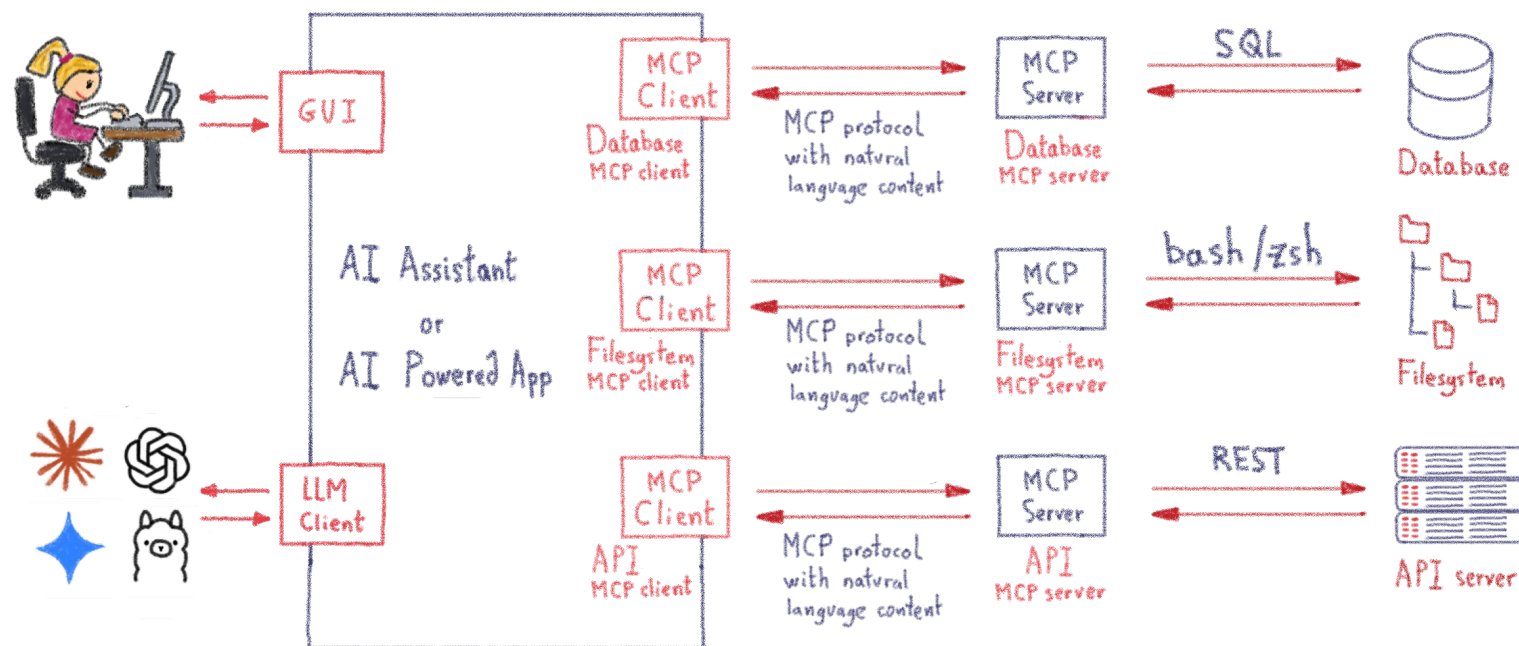 GUI
AI Assistant
or
AI Powered App
LLM
Client
MCP
Client
Database
MCP client
MCP protocol
with natural
language content
MCP
Server
Database
MCP server
SQL
Database
MCP
Client
Filesystem
MCP client
MCP protocol
with natural
language content
MCP
Server
Filesystem
MCP server
bash/zsh
Filesystem
MCP
Client
API
MCP client
MCP protocol
with natural
language content
MCP
Server
API
MCP server
REST
API server